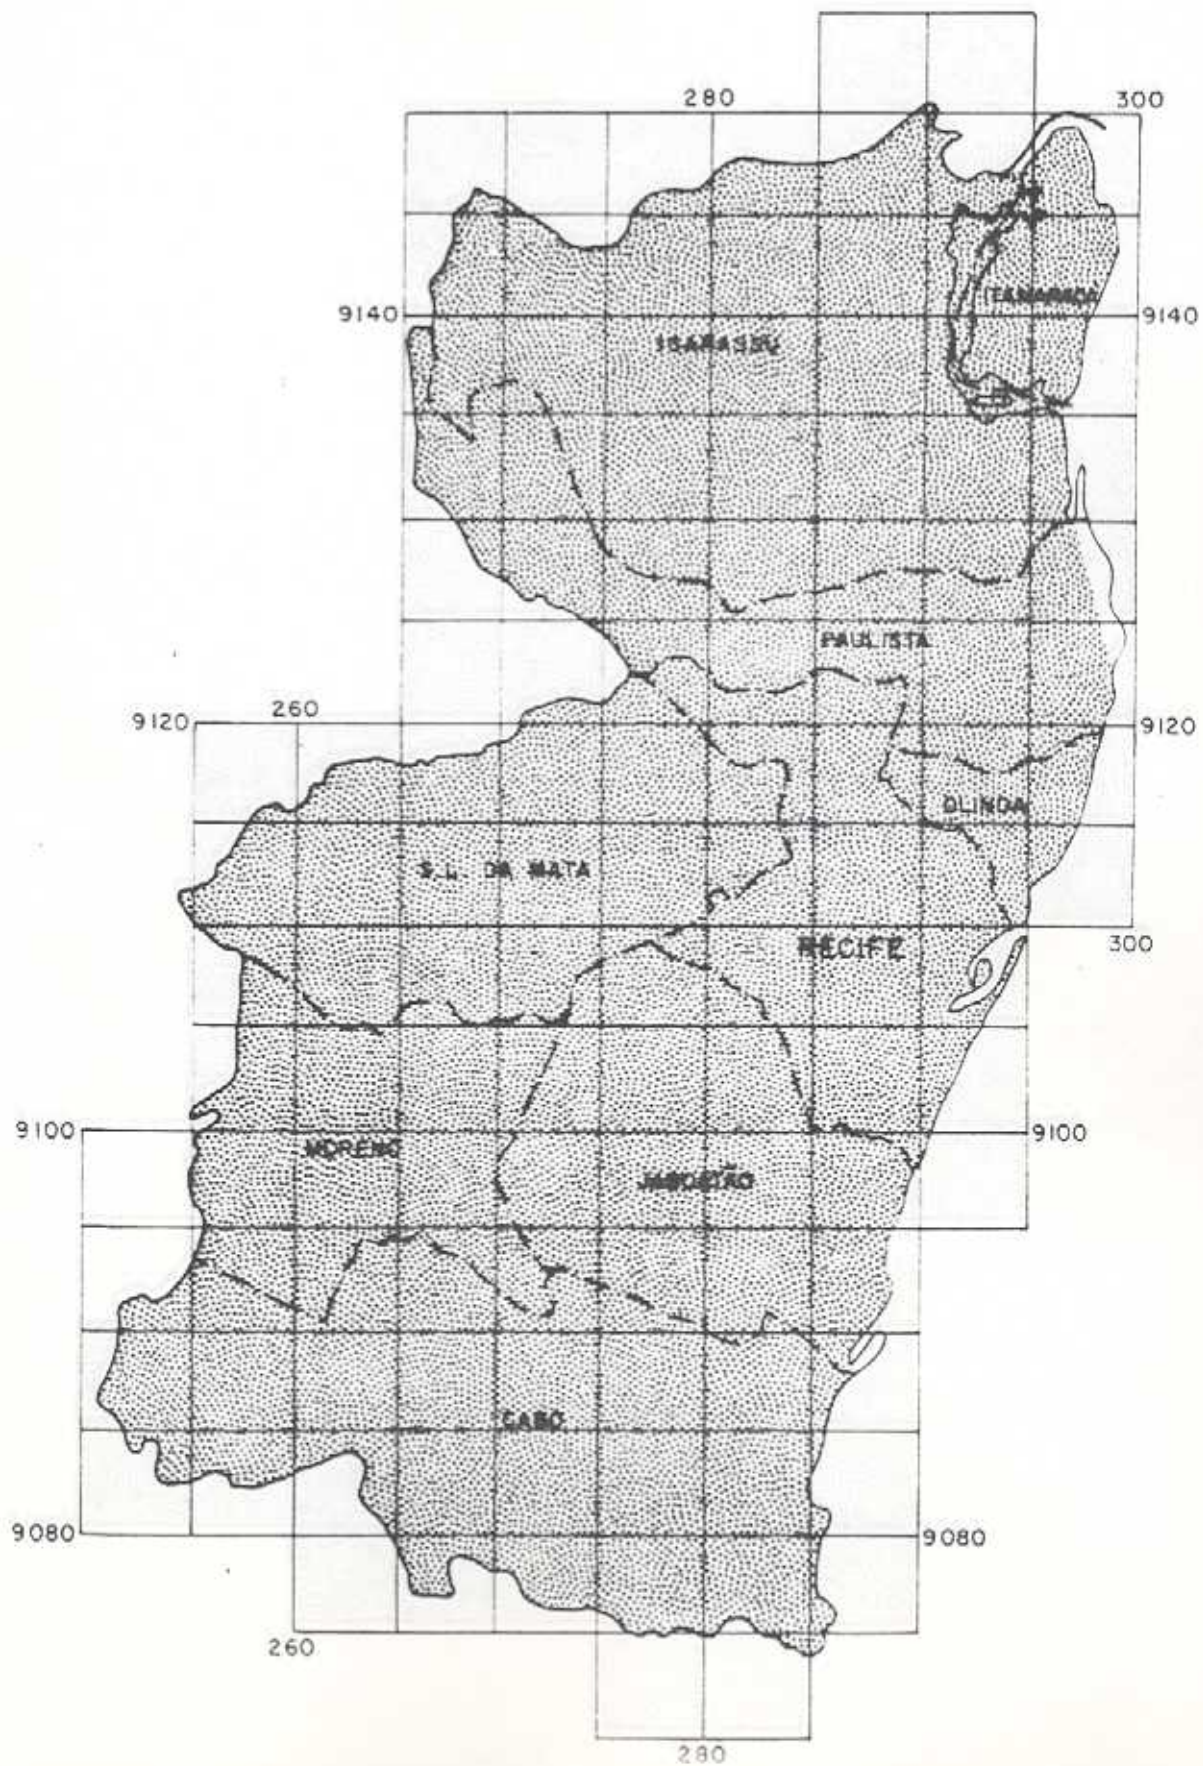 280
300
ITAMARACÁ
9140
9140
IGARASSU
PAULISTA
9120
260
9120
OLINDA
S. L. DA MATA
RECIFE
300
9100
9100
MORENO
JABOATÃO
CABO
9080
9080
260
280